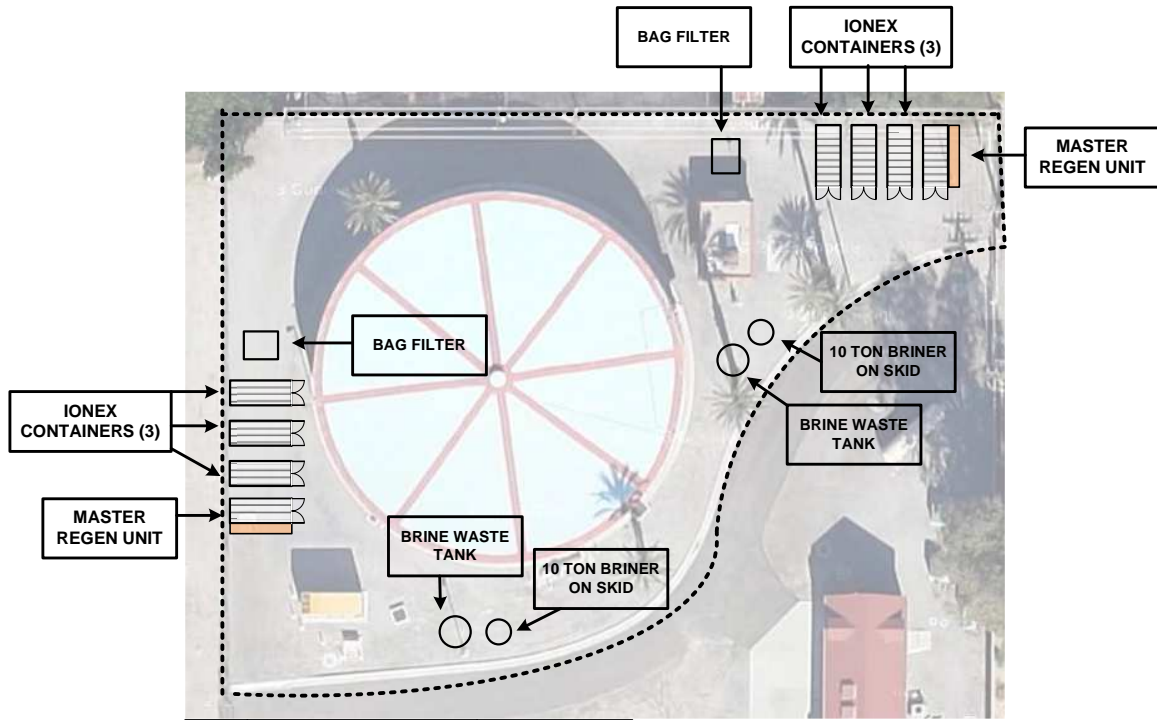 BAG FILTER
IONEX
CONTAINERS (3)
MASTER
REGEN UNIT
BAG FILTER
10 TON BRINER
ON SKID
IONEX
CONTAINERS (3)
BRINE WASTE
TANK
MASTER
REGEN UNIT
BRINE WASTE
TANK
10 TON BRINER
ON SKID